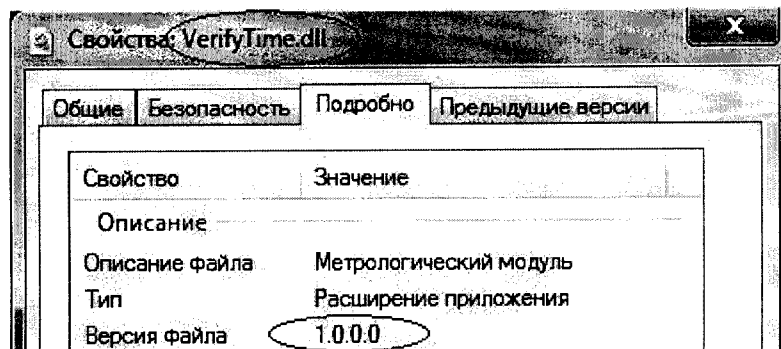 Свойства: VerifyTime.dll
Общие Безопасность Подробно Предыдущие версии
Свойство Значение
Описание
Описание файла Метрологический модуль
Тип Расширение приложения
Версия файла 1.0.0.0